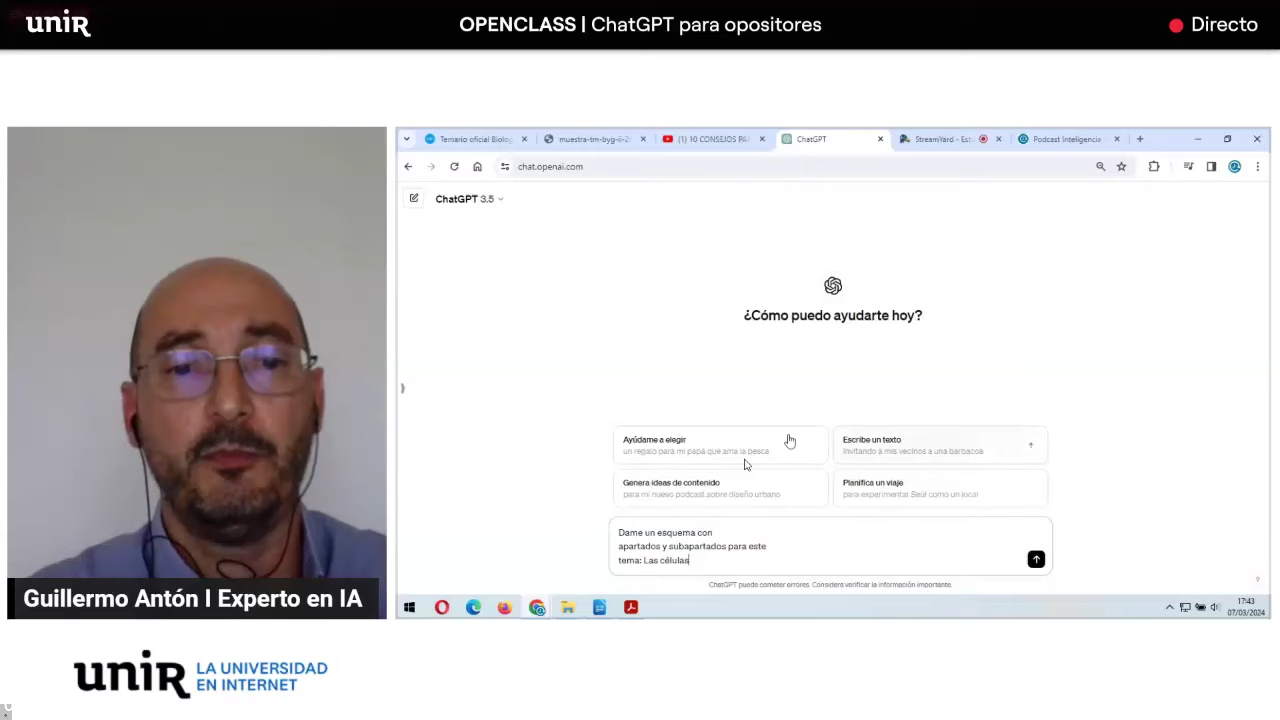 unir
OPENCLASS | ChatGPT para opositores
Directo
Temario oficial Biolog
muestra-tm-byg-ii-2
(1) 10 CONSEJOS PA
ChatGPT
StreamYard - Est
Podcast Inteligencia
chat.openai.com
ChatGPT 3.5
¿Cómo puedo ayudarte hoy?
Ayúdame a elegir
un regalo para mi papá que ama la pesca
Escribe un texto
invitando a mis vecinos a una barbacoa
Genera ideas de contenido
para mi nuevo podcast sobre diseño urbano
Planifica un viaje
para experimentar Seúl como un local
Dame un esquema con
apartados y subapartados para este
tema: Las células
ChatGPT puede cometer errores. Considera verificar la información importante.
?
17:43
07/03/2024
Guillermo Antón I Experto en IA
unir
LA UNIVERSIDAD
EN INTERNET